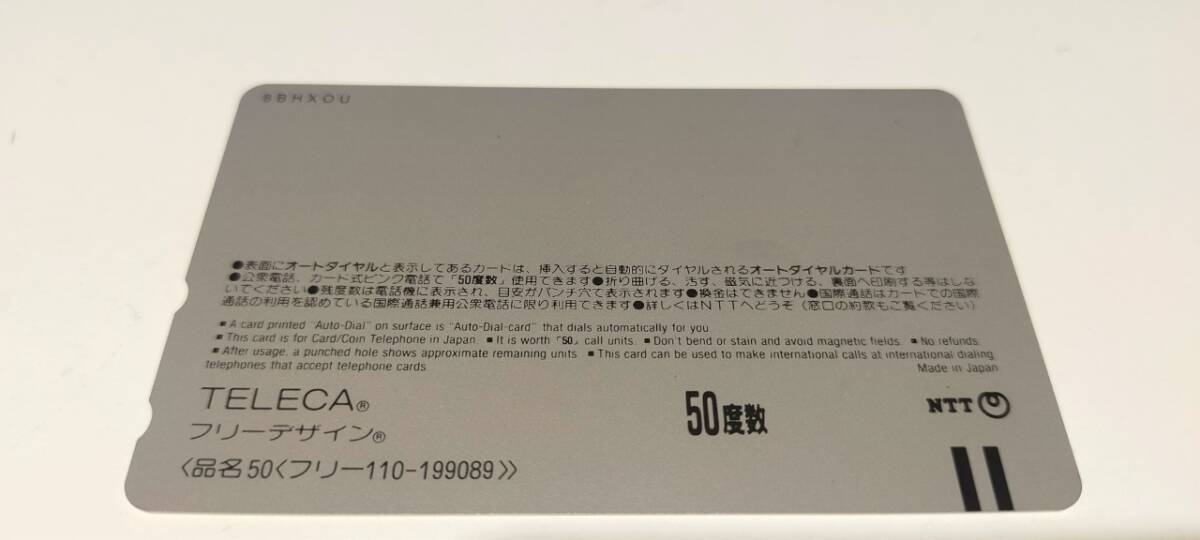 8BHXOU
●表面にオートダイヤルと表示してあるカードは、挿入すると自動的にダイヤルされるオートダイヤルカードです
●公衆電話、カード式ピンク電話で「50度数」使用できます●折り曲げる、汚す、磁気に近づける、裏面へ印刷する等はしな
いでください●残度数は電話機に表示され、目安がパンチ穴で表示されます●換金はできません●国際通話はカードでの国際
通話の利用を認めている国際通話兼用公衆電話に限り利用できます●詳しくはNTTへどうぞ（窓口の約款もご覧ください）
■ A card printed "Auto-Dial" on surface is "Auto-Dial-card" that dials automatically for you.
■ This card is for Card/Coin Telephone in Japan. ■ It is worth「50」call units. ■ Don't bend or stain and avoid magnetic fields. ■ No refunds.
■ After usage, a punched hole shows approximate remaining units. ■ This card can be used to make international calls at international dialing
telephones that accept telephone cards.
Made in Japan
TELECA®
フリーデザイン®
50度数
NTT
〈品名50〈フリー110-199089〉〉